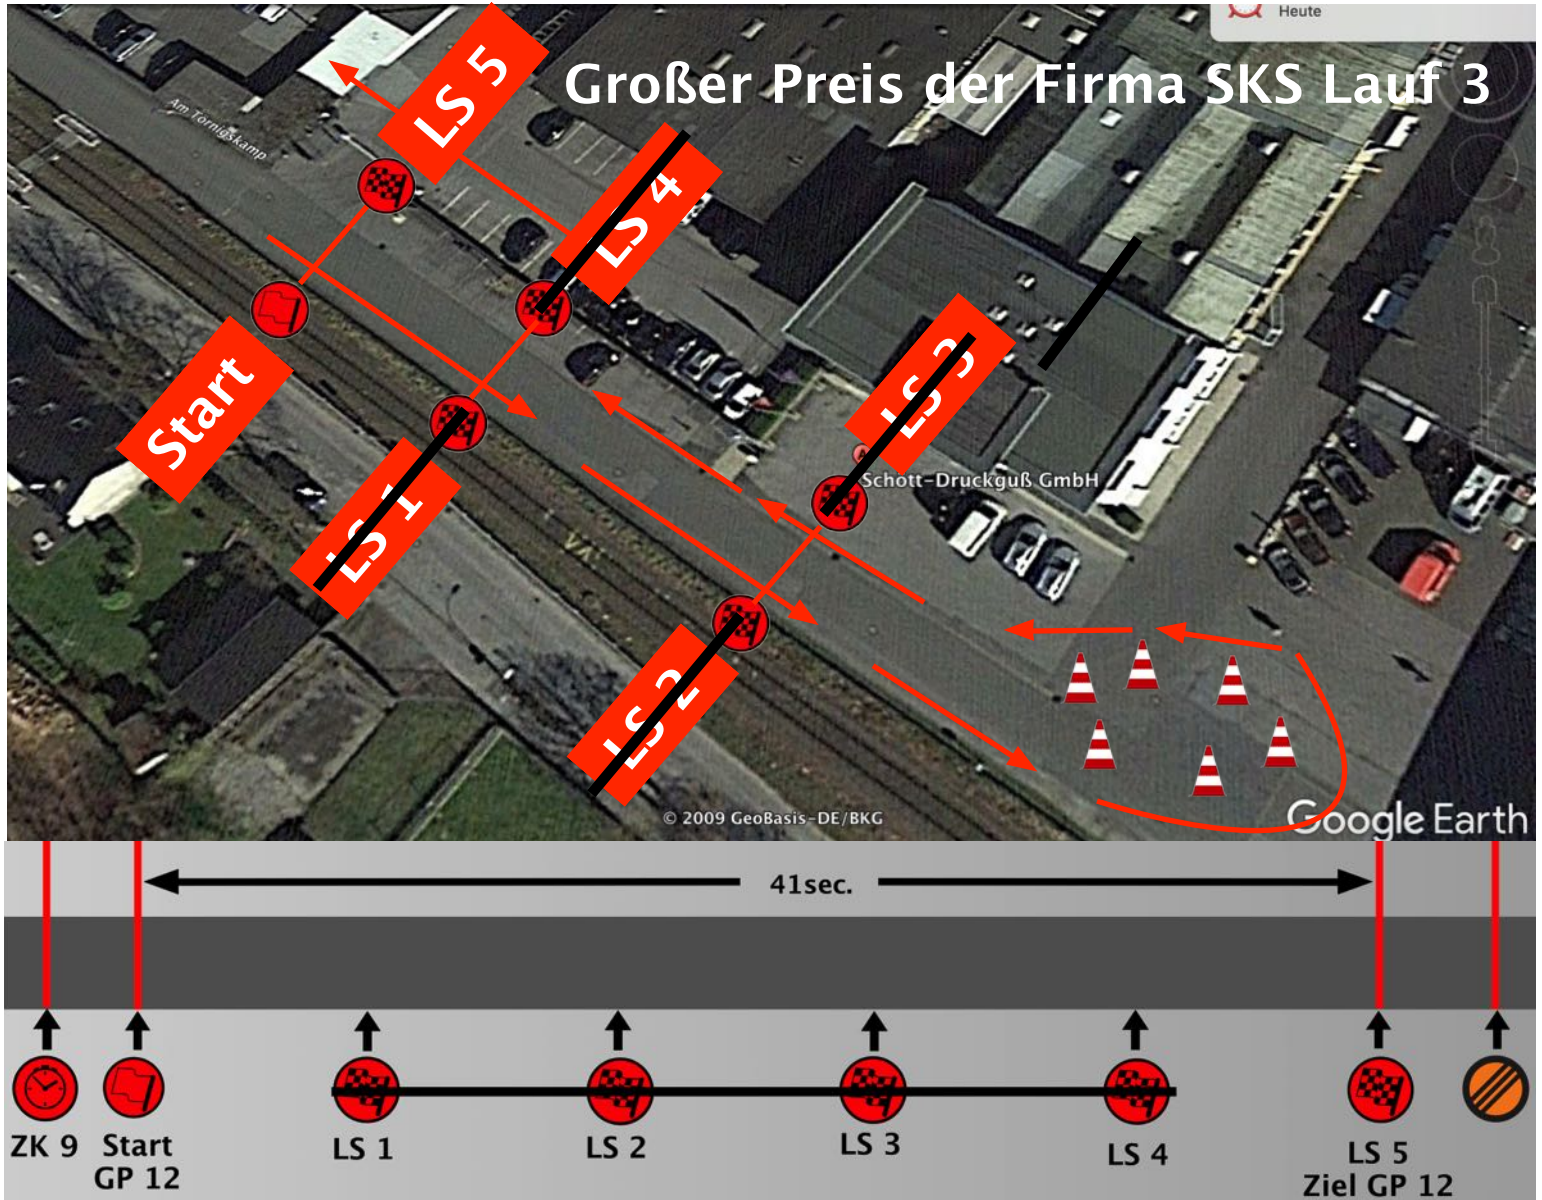 Heute
Großer Preis der Firma SKS Lauf 3
Am Törnigskamp
LS 5
LS 4
Start
LS 3
Schott-Druckguß GmbH
LS 1
LS 2
© 2009 GeoBasis-DE/BKG
Google Earth
41sec.
ZK 9
Start
GP 12
LS 1
LS 2
LS 3
LS 4
LS 5
Ziel GP 12